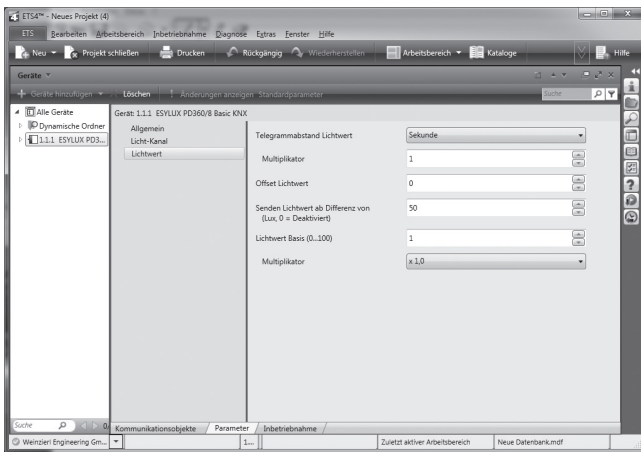 ETS4™ - Neues Projekt (4)
ETS Bearbeiten Arbeitsbereich Inbetriebnahme Diagnose Extras Fenster Hilfe
Neu Projekt schließen Drucken Rückgängig Wiederherstellen Arbeitsbereich Kataloge Hilfe
Geräte
Geräte hinzufügen Löschen Änderungen anzeigen Standardparameter Suche
Alle Geräte
Dynamische Ordner
1.1.1 ESYLUX PD3...
Gerät: 1.1.1 ESYLUX PD360/8 Basic KNX
Allgemein
Licht-Kanal
Lichtwert
Telegrammabstand Lichtwert Sekunde
Multiplikator 1
Offset Lichtwert 0
Senden Lichtwert ab Differenz von 50
(Lux, 0 = Deaktiviert)
Lichtwert Basis (0...100) 1
Multiplikator x 1,0
Suche
Kommunikationsobjekte Parameter Inbetriebnahme
Weinzierl Engineering Gm... 1... Zuletzt aktiver Arbeitsbereich Neue Datenbank.mdf